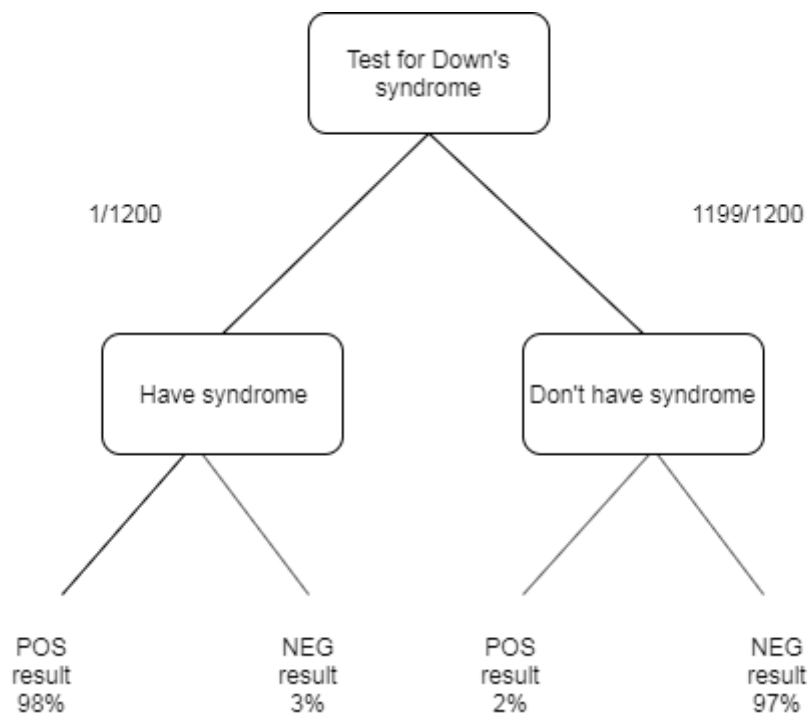 Test for Down's
syndrome
1/1200
1199/1200
Have syndrome
Don't have syndrome
POS
result
98%
NEG
result
3%
POS
result
2%
NEG
result
97%